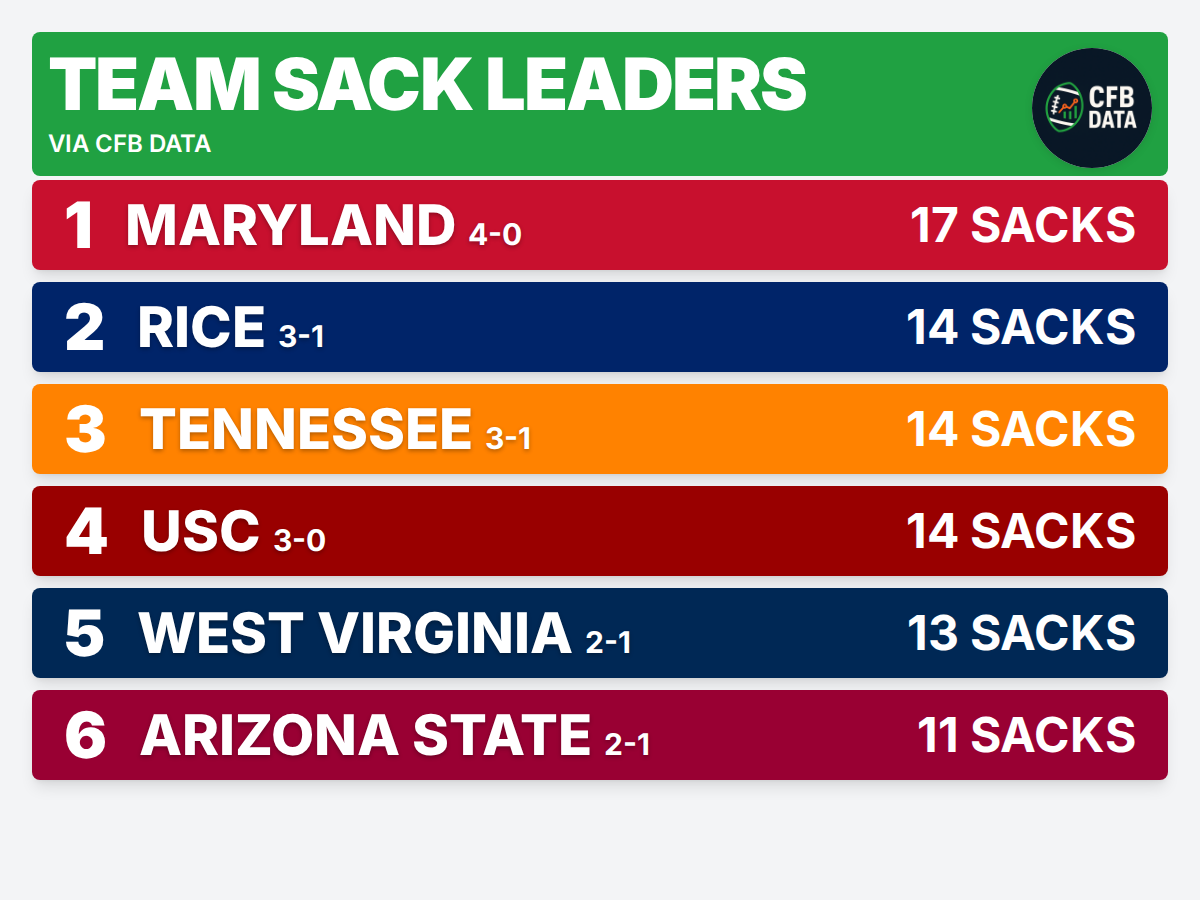 TEAM SACK LEADERS
VIA CFB DATA
CFB
DATA
1 MARYLAND 4-0 17 SACKS
2 RICE 3-1 14 SACKS
3 TENNESSEE 3-1 14 SACKS
4 USC 3-0 14 SACKS
5 WEST VIRGINIA 2-1 13 SACKS
6 ARIZONA STATE 2-1 11 SACKS